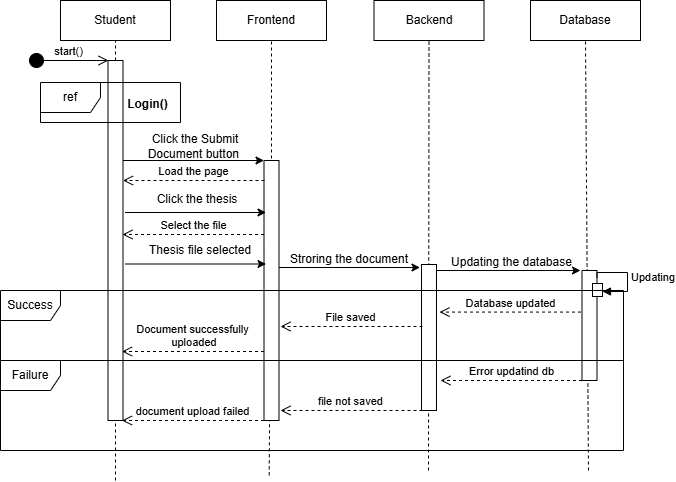 Student
Frontend
Backend
Database
start()
ref
Login()
Click the Submit
Document button
Load the page
Click the thesis
Select the file
Thesis file selected
Stroring the document
Updating the database
Updating
Success
Database updated
File saved
Document successfully
uploaded
Failure
Error updatind db
file not saved
document upload failed